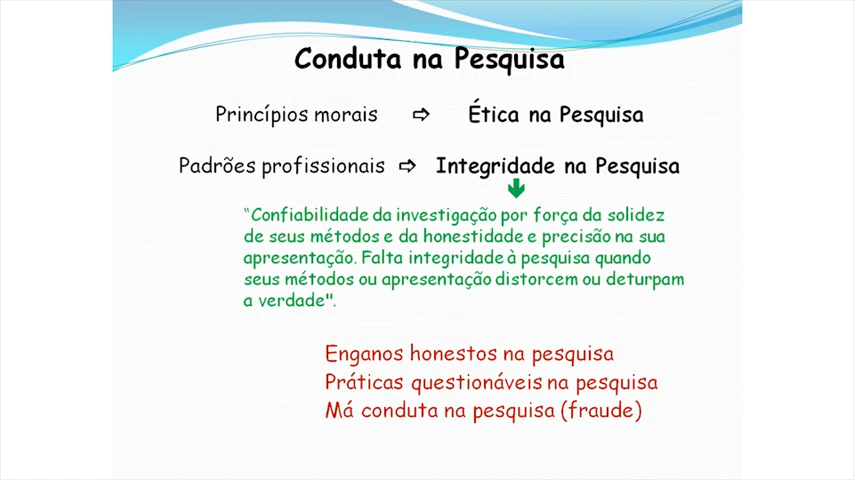 Conduta na Pesquisa
Princípios morais ⇨ Ética na Pesquisa
Padrões profissionais ⇨ Integridade na Pesquisa
"Confiabilidade da investigação por força da solidez
de seus métodos e da honestidade e precisão na sua
apresentação. Falta integridade à pesquisa quando
seus métodos ou apresentação distorcem ou deturpam
a verdade".
Enganos honestos na pesquisa
Práticas questionáveis na pesquisa
Má conduta na pesquisa (fraude)